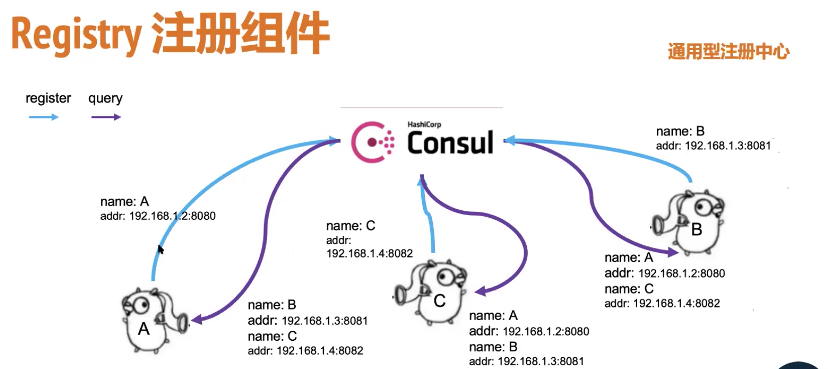 Registry 注册组件
通用型注册中心
register query
HashiCorp
Consul
name: B
addr: 192.168.1.3:8081
name: A
addr: 192.168.1.2:8080
name: C
addr:
192.168.1.4:8082
B
name: A
addr: 192.168.1.2:8080
name: C
addr: 192.168.1.4:8082
A
name: B
addr: 192.168.1.3:8081
name: C
addr: 192.168.1.4:8082
C
name: A
addr: 192.168.1.2:8080
name: B
addr: 192.168.1.3:8081